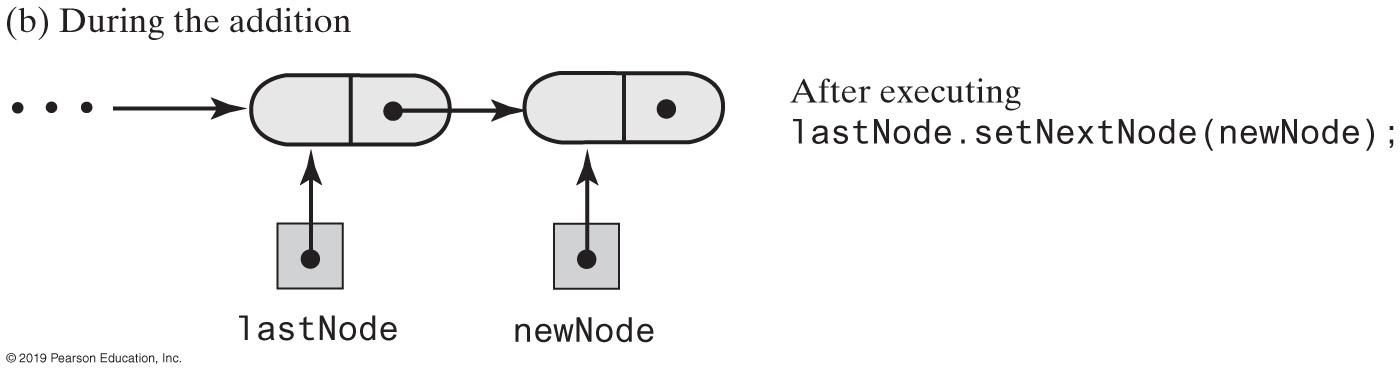 (b) During the addition
After executing
lastNode.setNextNode(newNode);
lastNode
newNode
© 2019 Pearson Education, Inc.